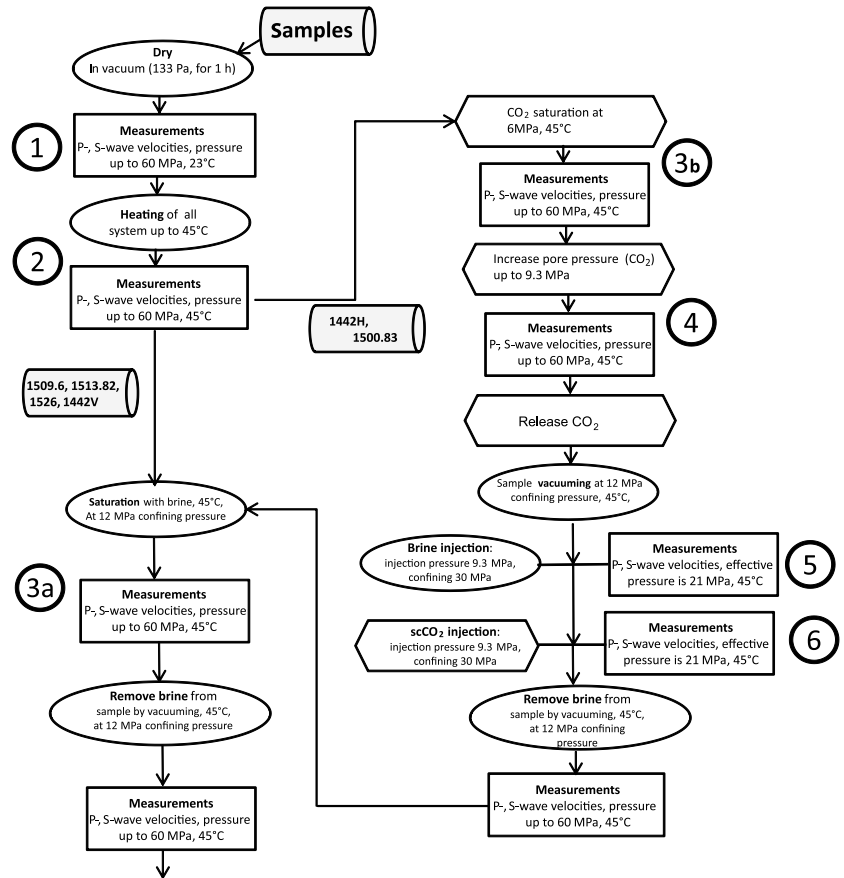 Samples
Dry
In vacuum (133 Pa, for 1 h)
1
Measurements
P-, S-wave velocities, pressure
up to 60 MPa, 23°C
Heating of all
system up to 45°C
2
Measurements
P-, S-wave velocities, pressure
up to 60 MPa, 45°C
1442H,
1500.83
1509.6, 1513.82,
1526, 1442V
Saturation with brine, 45°C,
At 12 MPa confining pressure
3a
Measurements
P-, S-wave velocities, pressure
up to 60 MPa, 45°C
Remove brine from
sample by vacuuming, 45°C,
at 12 MPa confining pressure
Measurements
P-, S-wave velocities, pressure
up to 60 MPa, 45°C
CO₂ saturation at
6MPa, 45°C
3b
Measurements
P-, S-wave velocities, pressure
up to 60 MPa, 45°C
Increase pore pressure (CO₂)
up to 9.3 MPa
4
Measurements
P-, S-wave velocities, pressure
up to 60 MPa, 45°C
Release CO₂
Sample vacuuming at 12 MPa
confining pressure, 45°C,
Brine injection:
injection pressure 9.3 MPa,
confining 30 MPa
Measurements
P-, S-wave velocities, effective
pressure is 21 MPa, 45°C
5
scCO₂ injection:
injection pressure 9.3 MPa,
confining 30 MPa
Measurements
P-, S-wave velocities, effective
pressure is 21 MPa, 45°C
6
Remove brine from
sample by vacuuming, 45°C,
at 12 MPa confining
pressure
Measurements
P-, S-wave velocities, pressure
up to 60 MPa, 45°C